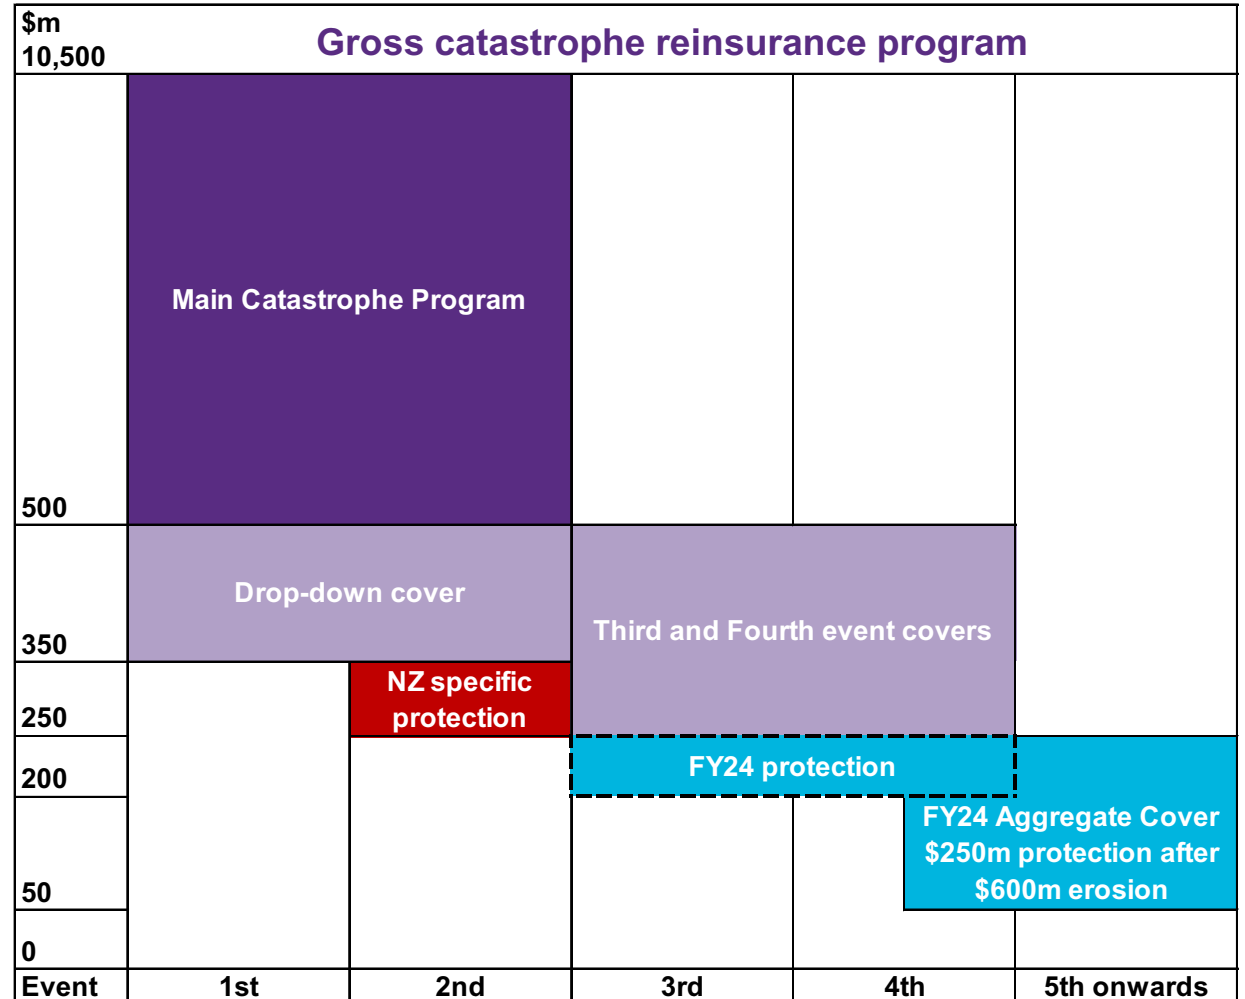 $m
10,500
Gross catastrophe reinsurance program
Main Catastrophe Program
500
Drop-down cover
Third and Fourth event covers
350
NZ specific
protection
250
FY24 protection
200
FY24 Aggregate Cover
$250m protection after
$600m erosion
50
0
Event 1st 2nd 3rd 4th 5th onwards